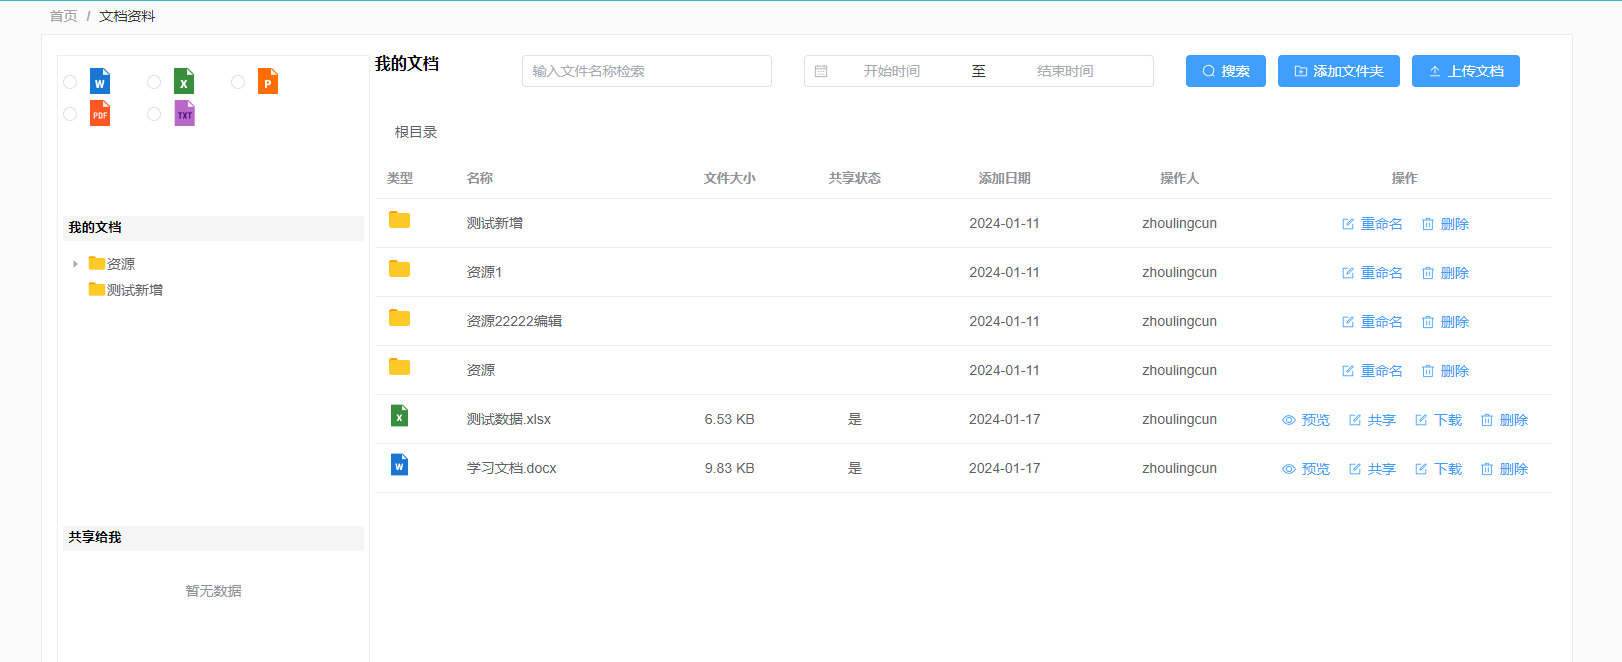 首页 / 文档资料
W X P
PDF TXT
我的文档
资源
测试新增
共享给我
暂无数据
我的文档 输入文件名称检索 开始时间 至 结束时间 搜索 添加文件夹 上传文档
根目录
类型 名称 文件大小 共享状态 添加日期 操作人 操作
测试新增 2024-01-11 zhoulingcun 重命名 删除
资源1 2024-01-11 zhoulingcun 重命名 删除
资源22222编辑 2024-01-11 zhoulingcun 重命名 删除
资源 2024-01-11 zhoulingcun 重命名 删除
X 测试数据.xlsx 6.53 KB 是 2024-01-17 zhoulingcun 预览 共享 下载 删除
W 学习文档.docx 9.83 KB 是 2024-01-17 zhoulingcun 预览 共享 下载 删除